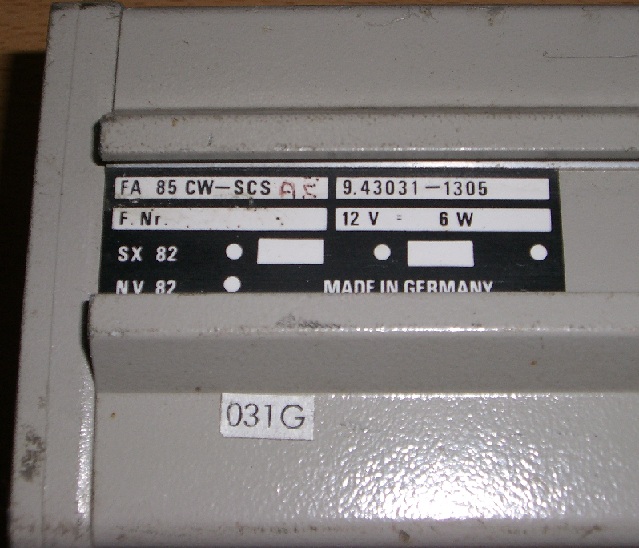 FA 85 CW-SCS AS 9.43031-1305
F. Nr. 12 V = 6 W
SX 82
NV 82 MADE IN GERMANY
031G